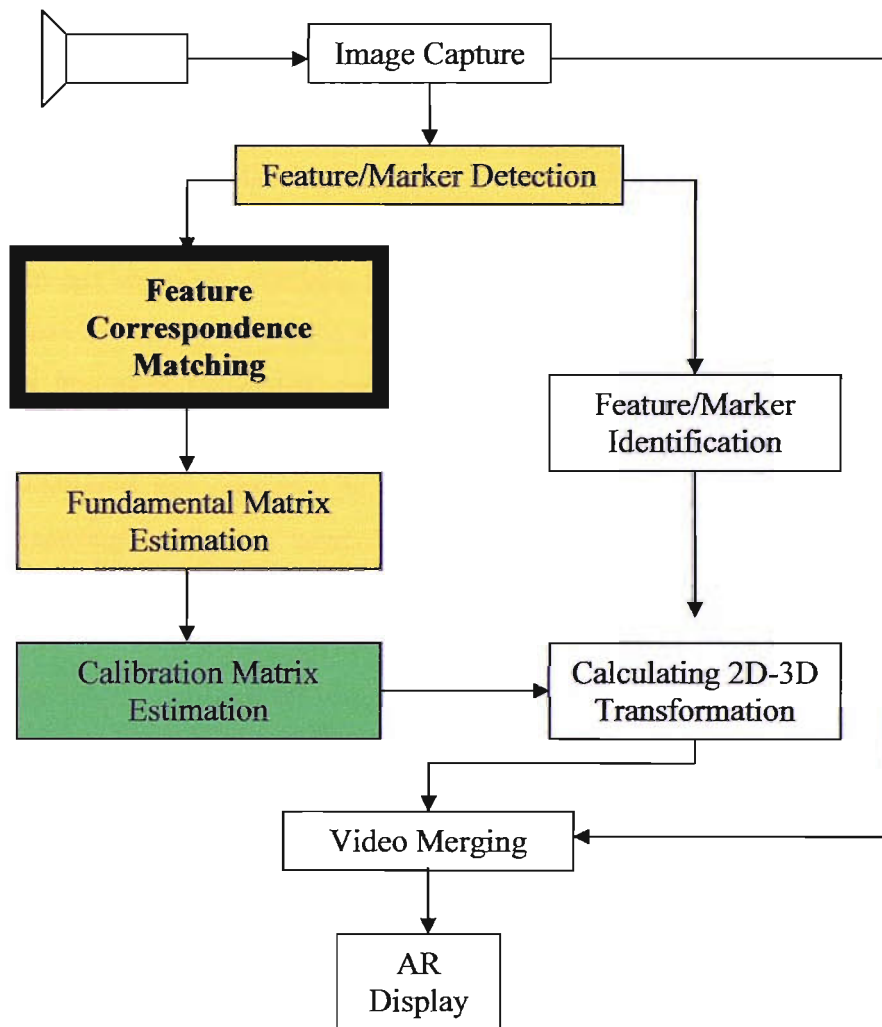 Image Capture
Feature/Marker Detection
Feature
Correspondence
Matching
Feature/Marker
Identification
Fundamental Matrix
Estimation
Calibration Matrix
Estimation
Calculating 2D-3D
Transformation
Video Merging
AR
Display